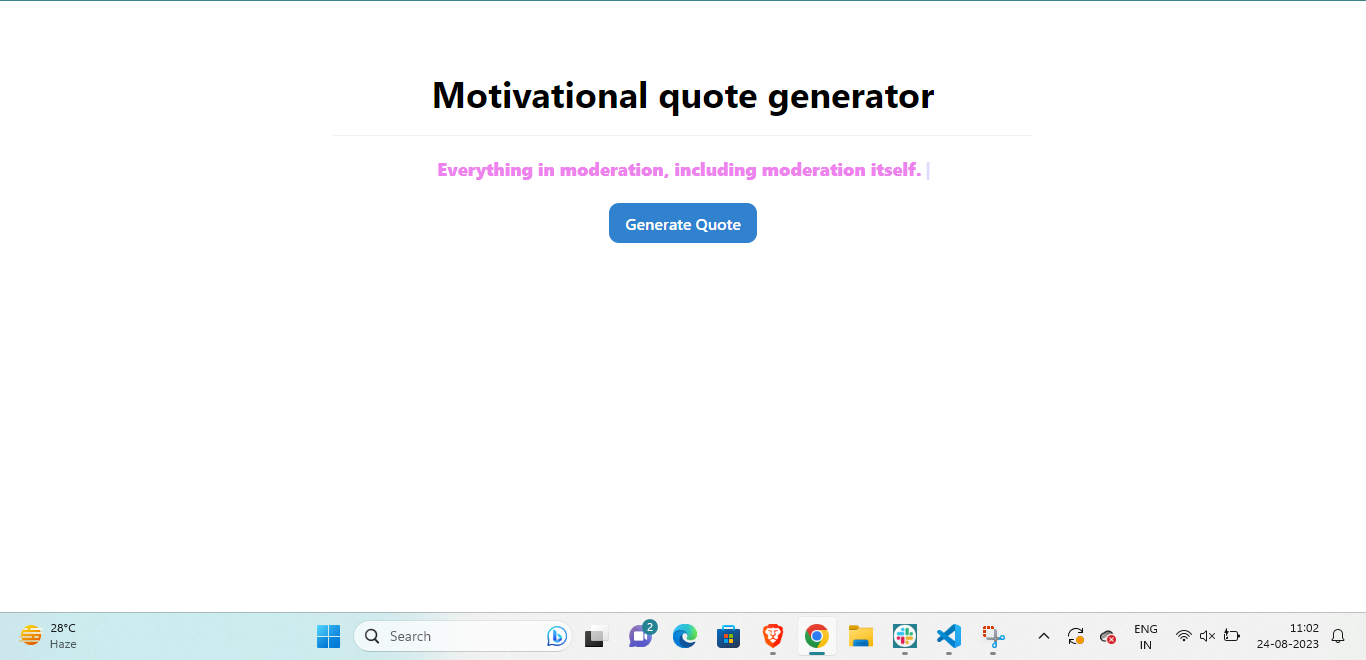 Motivational quote generator
Everything in moderation, including moderation itself. |
Generate Quote
28°C
Haze
Search
2
ENG
IN
11:02
24-08-2023